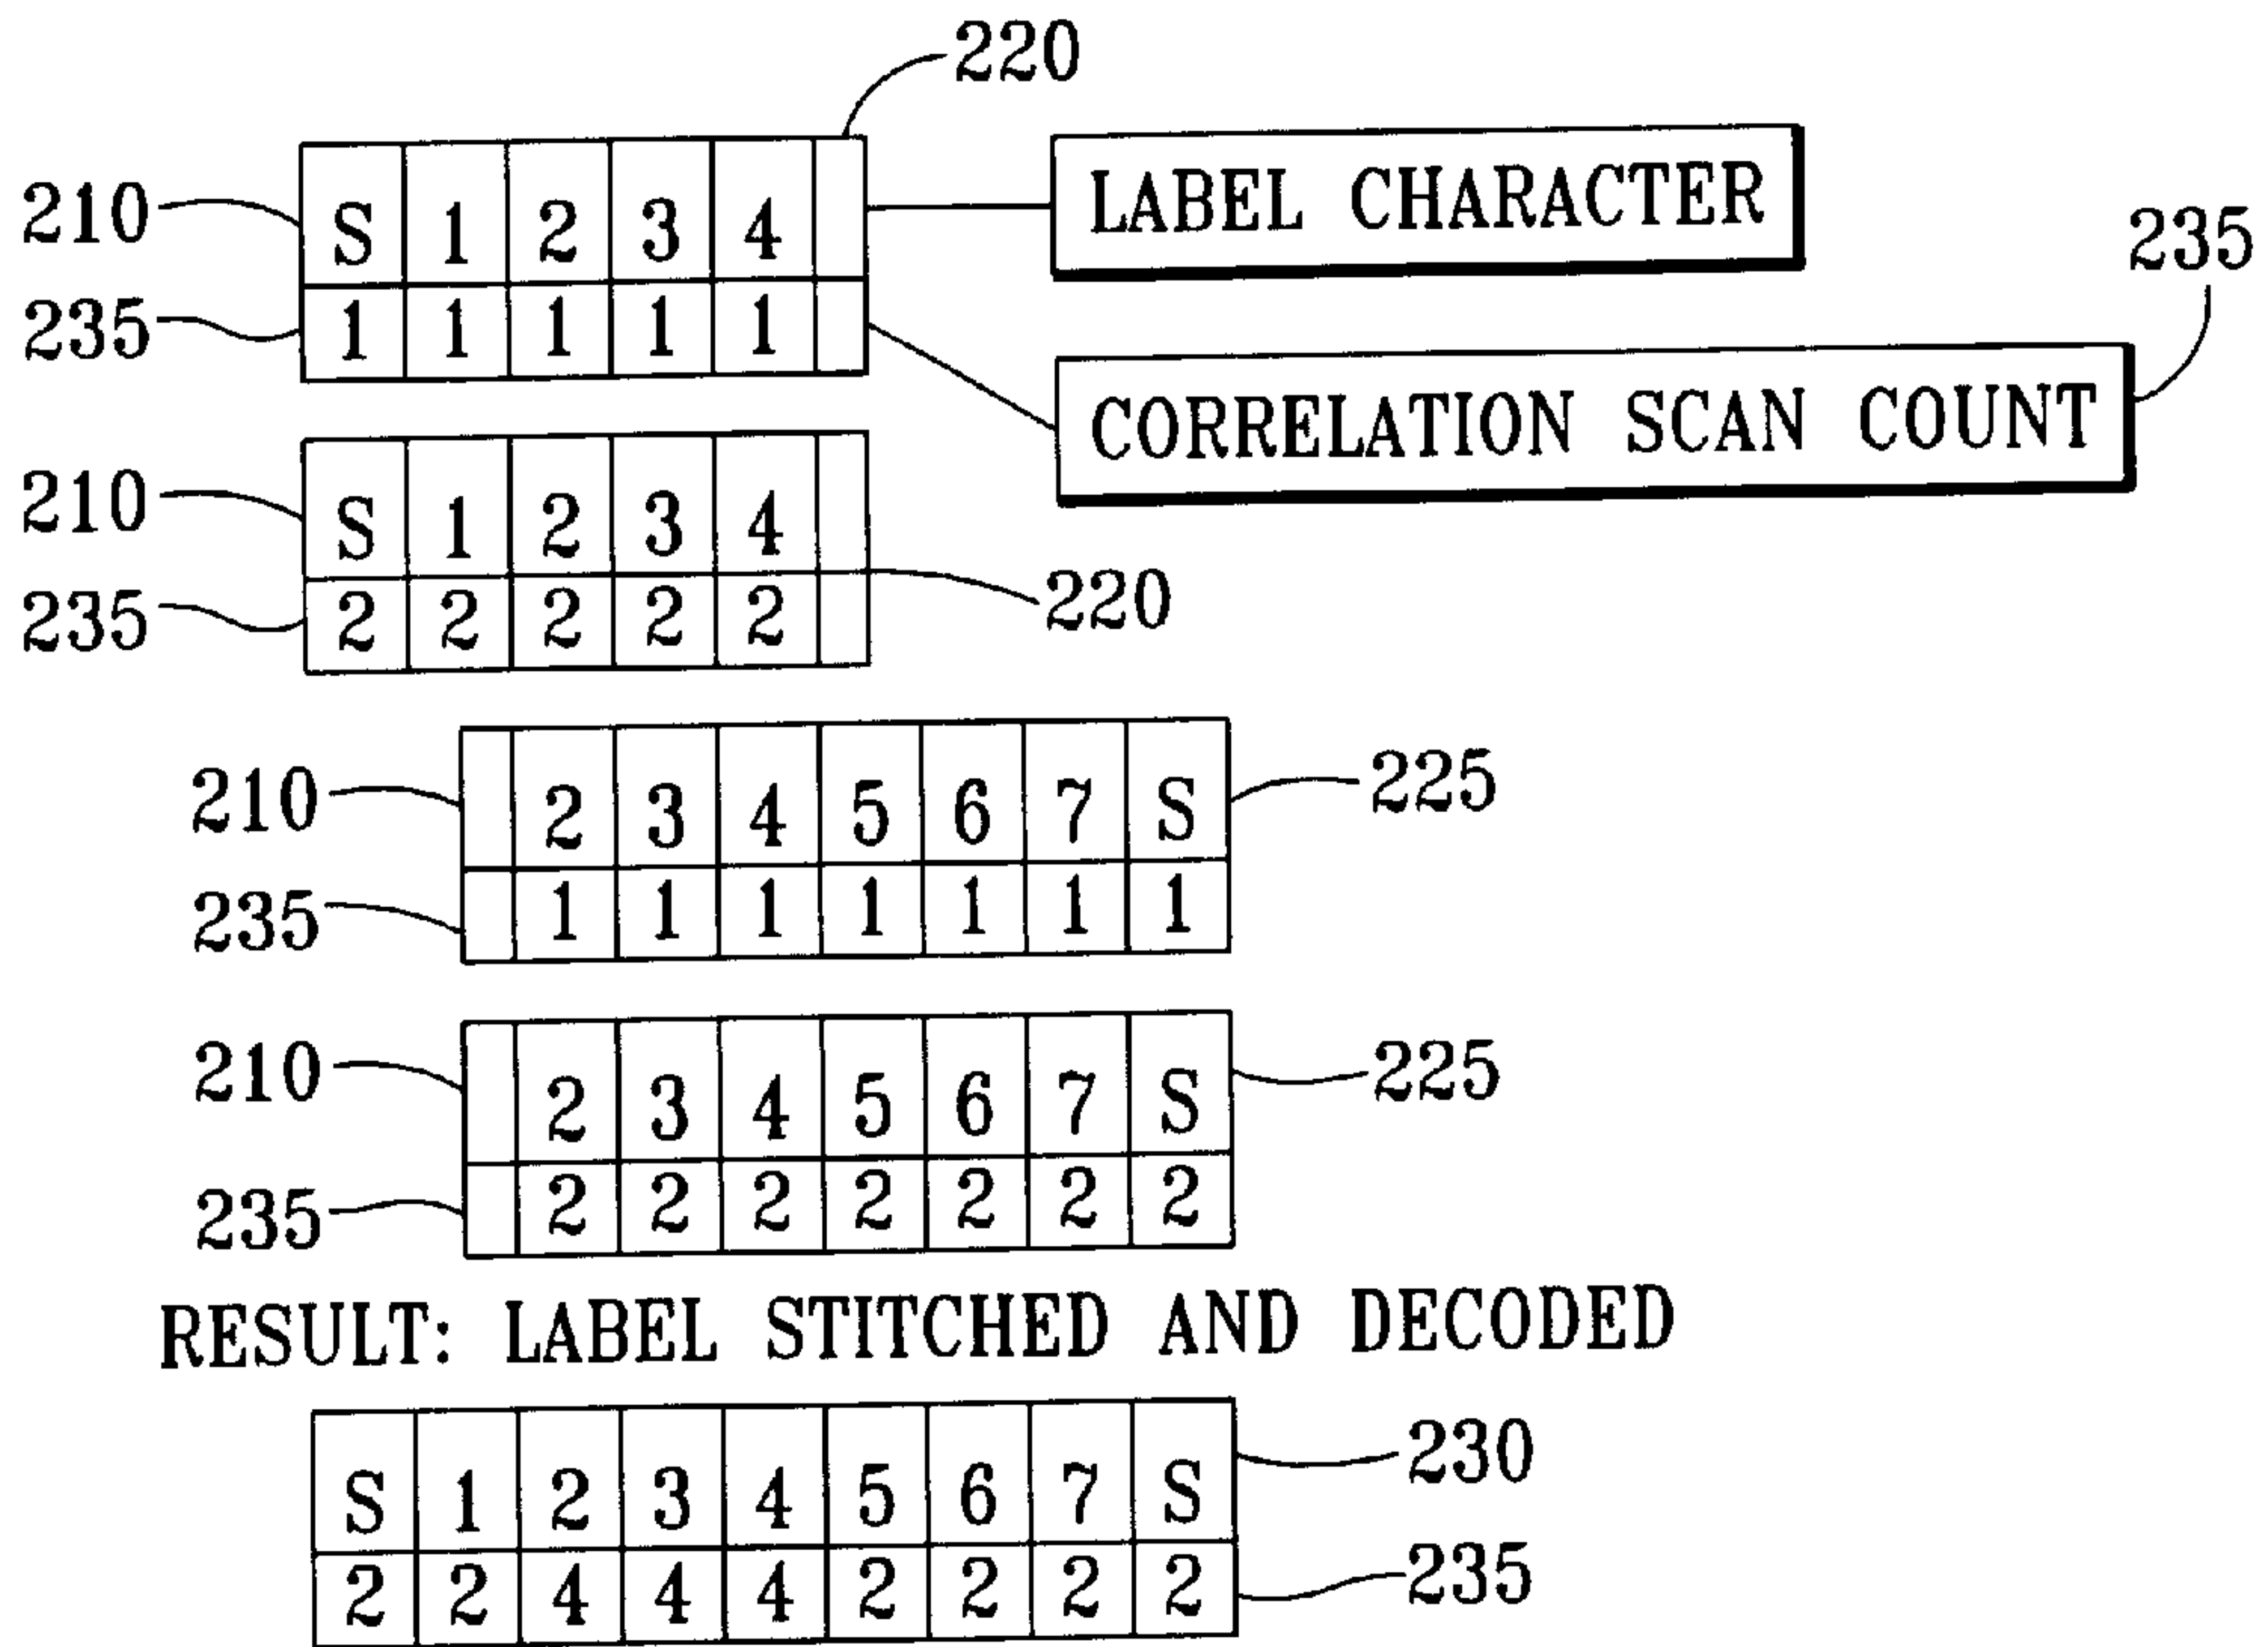 220
210 S 1 2 3 4 LABEL CHARACTER 235
235 1 1 1 1 1
CORRELATION SCAN COUNT
210 S 1 2 3 4
235 2 2 2 2 2 220
210 2 3 4 5 6 7 S 225
235 1 1 1 1 1 1 1
210 2 3 4 5 6 7 S 225
235 2 2 2 2 2 2 2
RESULT: LABEL STITCHED AND DECODED
S 1 2 3 4 5 6 7 S 230
2 2 4 4 4 2 2 2 2 235